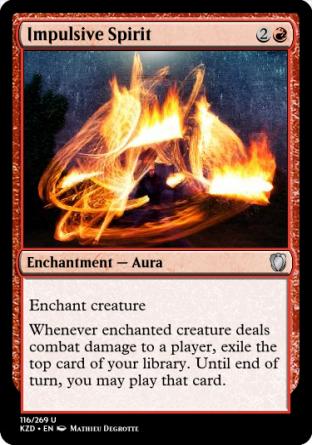 Impulsive Spirit 2
Enchantment — Aura
Enchant creature
Whenever enchanted creature deals
combat damage to a player, exile the
top card of your library. Until end of
turn, you may play that card.
116/269 U
KZD • EN Mathieu Degrotte